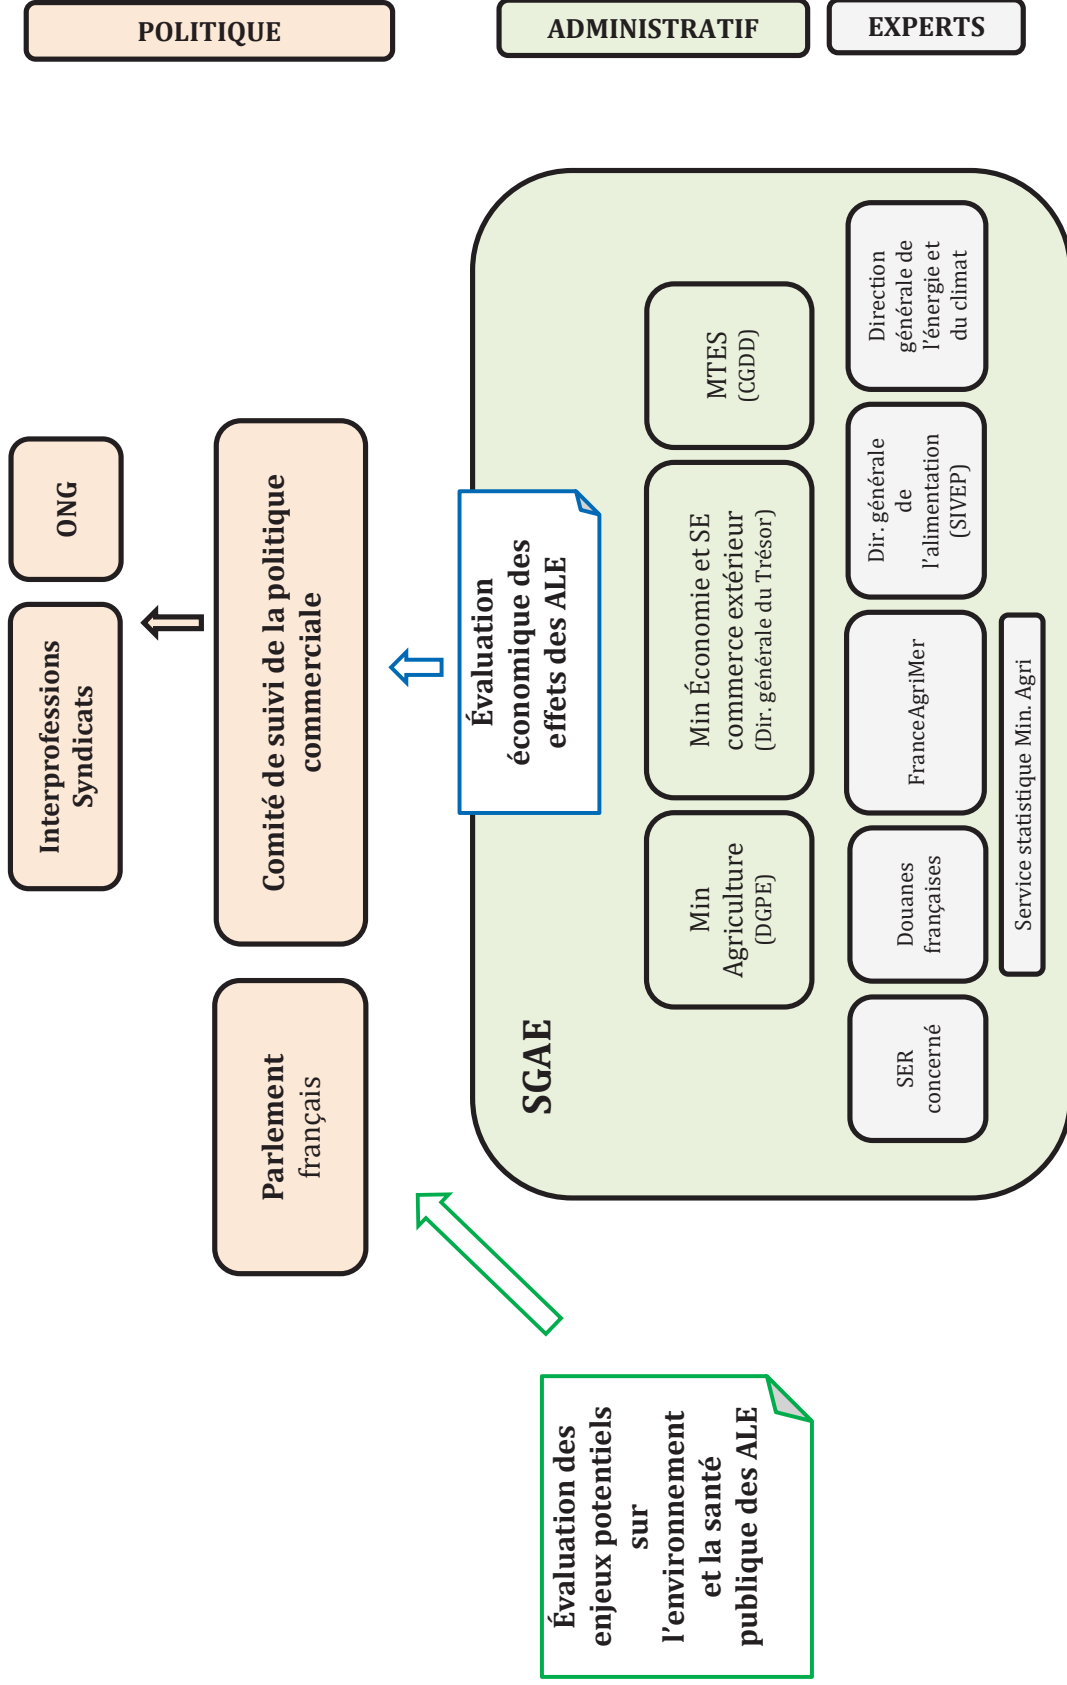 POLITIQUE
ADMINISTRATIF
EXPERTS
Interprofessions
Syndicats
ONG
Parlement
français
Comité de suivi de la politique
commerciale
Évaluation
économique des
effets des ALE
Évaluation des
enjeux potentiels
sur
l'environnement
et la santé
publique des ALE
SGAE
Min
Agriculture
(DGPE)
Min Économie et SE
commerce extérieur
(Dir. générale du Trésor)
MTES
(CGDD)
SER
concerné
Douanes
françaises
FranceAgriMer
Dir. générale
de
l'alimentation
(SIVEP)
Direction
générale de
l'énergie et
du climat
Service statistique Min. Agri